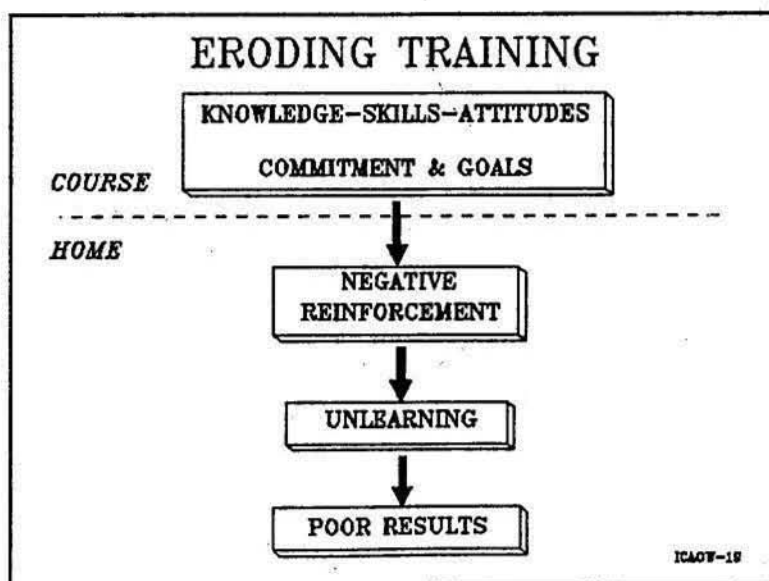 ERODING TRAINING
KNOWLEDGE-SKILLS-ATTITUDES
COMMITMENT & GOALS
COURSE
HOME
NEGATIVE
REINFORCEMENT
UNLEARNING
POOR RESULTS